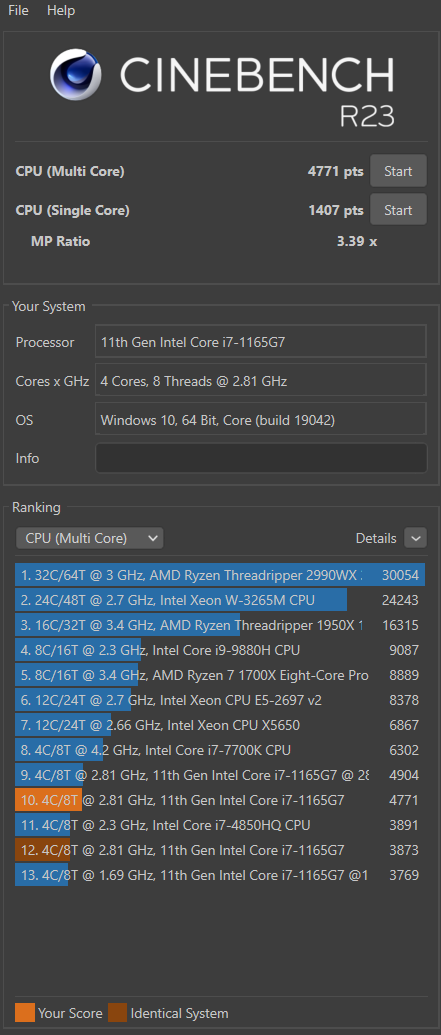 File Help
CINEBENCH
R23
CPU (Multi Core) 4771 pts Start
CPU (Single Core) 1407 pts Start
MP Ratio 3.39 x
Your System
Processor 11th Gen Intel Core i7-1165G7
Cores x GHz 4 Cores, 8 Threads @ 2.81 GHz
OS Windows 10, 64 Bit, Core (build 19042)
Info
Ranking
CPU (Multi Core) Details
1. 32C/64T @ 3 GHz, AMD Ryzen Threadripper 2990WX 30054
2. 24C/48T @ 2.7 GHz, Intel Xeon W-3265M CPU 24243
3. 16C/32T @ 3.4 GHz, AMD Ryzen Threadripper 1950X 16315
4. 8C/16T @ 2.3 GHz, Intel Core i9-9880H CPU 9087
5. 8C/16T @ 3.4 GHz, AMD Ryzen 7 1700X Eight-Core Pro 8889
6. 12C/24T @ 2.7 GHz, Intel Xeon CPU E5-2697 v2 8378
7. 12C/24T @ 2.66 GHz, Intel Xeon CPU X5650 6867
8. 4C/8T @ 4.2 GHz, Intel Core i7-7700K CPU 6302
9. 4C/8T @ 2.81 GHz, 11th Gen Intel Core i7-1165G7 @ 28 4904
10. 4C/8T @ 2.81 GHz, 11th Gen Intel Core i7-1165G7 4771
11. 4C/8T @ 2.3 GHz, Intel Core i7-4850HQ CPU 3891
12. 4C/8T @ 2.81 GHz, 11th Gen Intel Core i7-1165G7 3873
13. 4C/8T @ 1.69 GHz, 11th Gen Intel Core i7-1165G7 @1 3769
Your Score Identical System